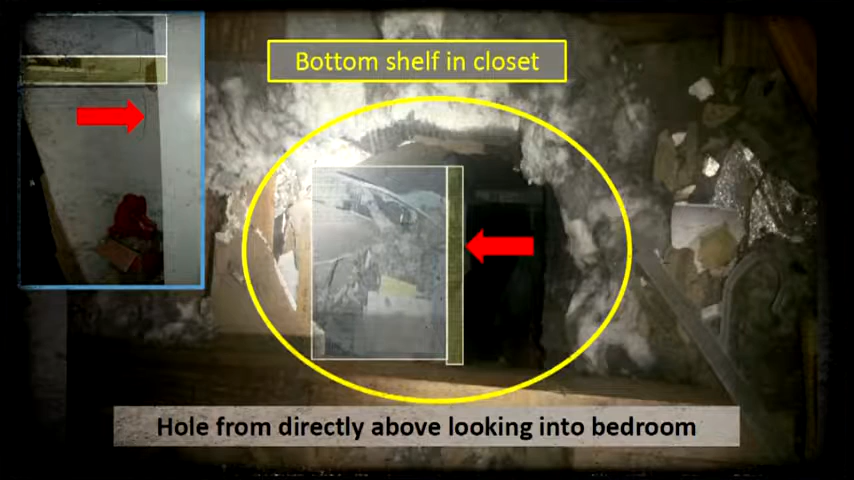 Bottom shelf in closet
Hole from directly above looking into bedroom